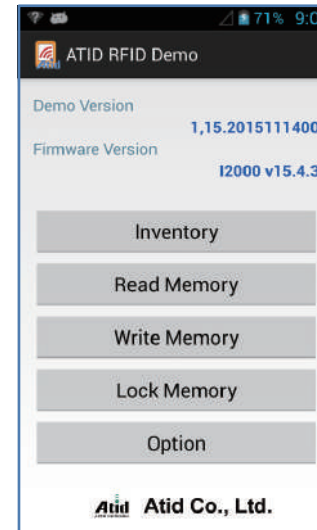 71% 9:0
ATID RFID Demo
Demo Version
1,15.2015111400
Firmware Version
I2000 v15.4.3
Inventory
Read Memory
Write Memory
Lock Memory
Option
Atid Atid Co., Ltd.